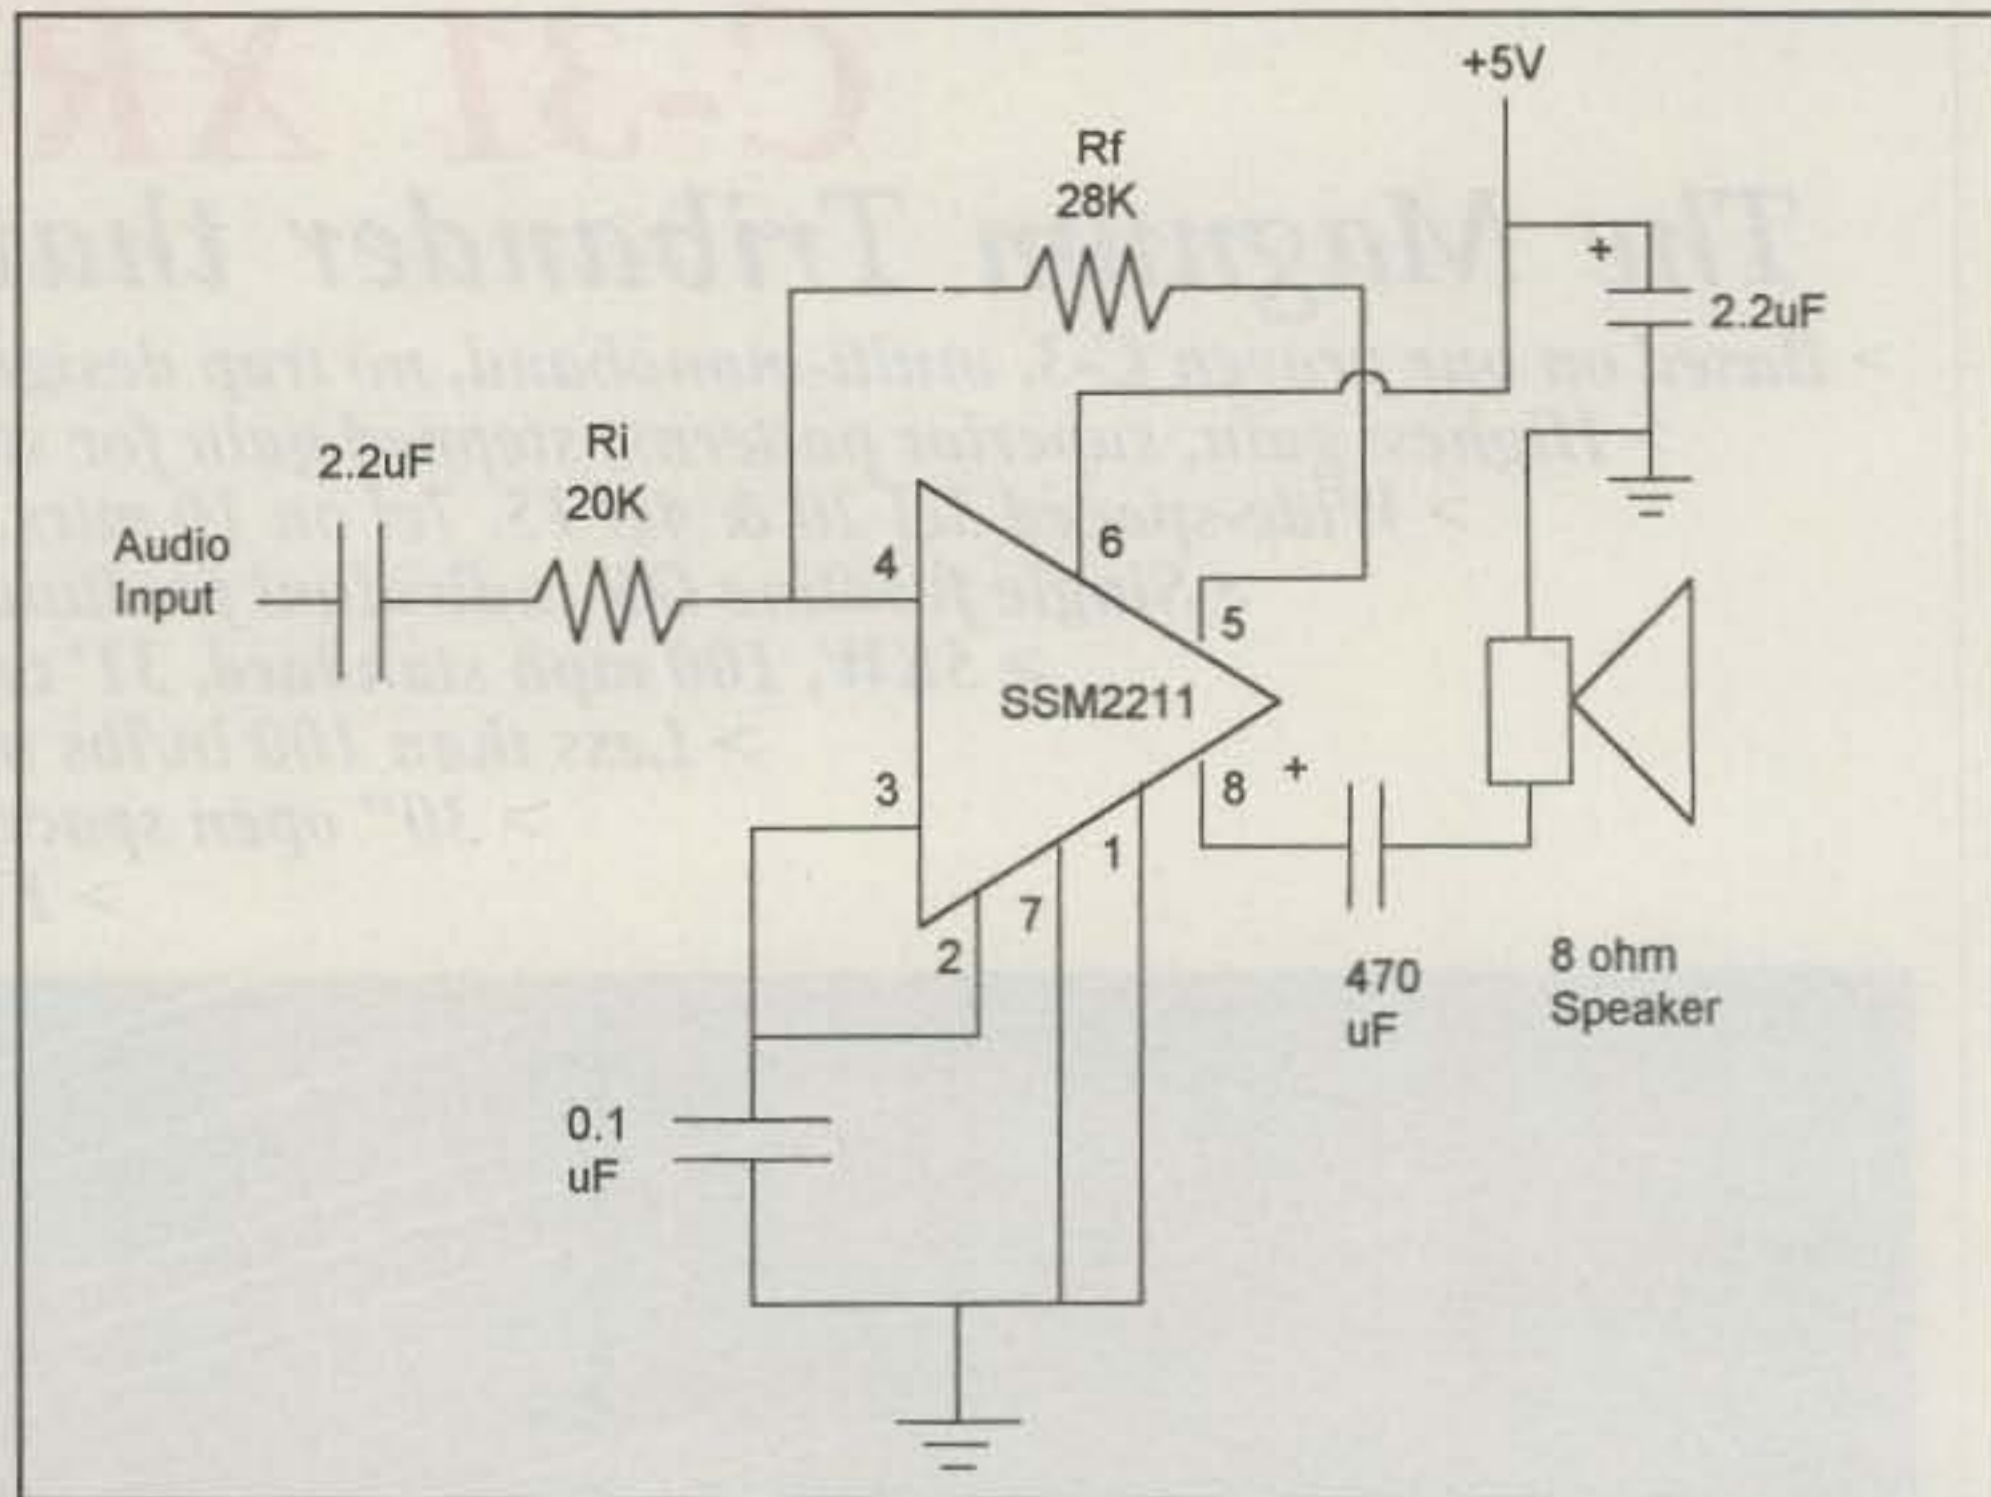 +5V
Rf
28K
+
2.2uF
Ri
20K
2.2uF
Audio
Input
4
6
5
SSM2211
3
+
8
1
7
2
470
uF
8 ohm
Speaker
0.1
uF